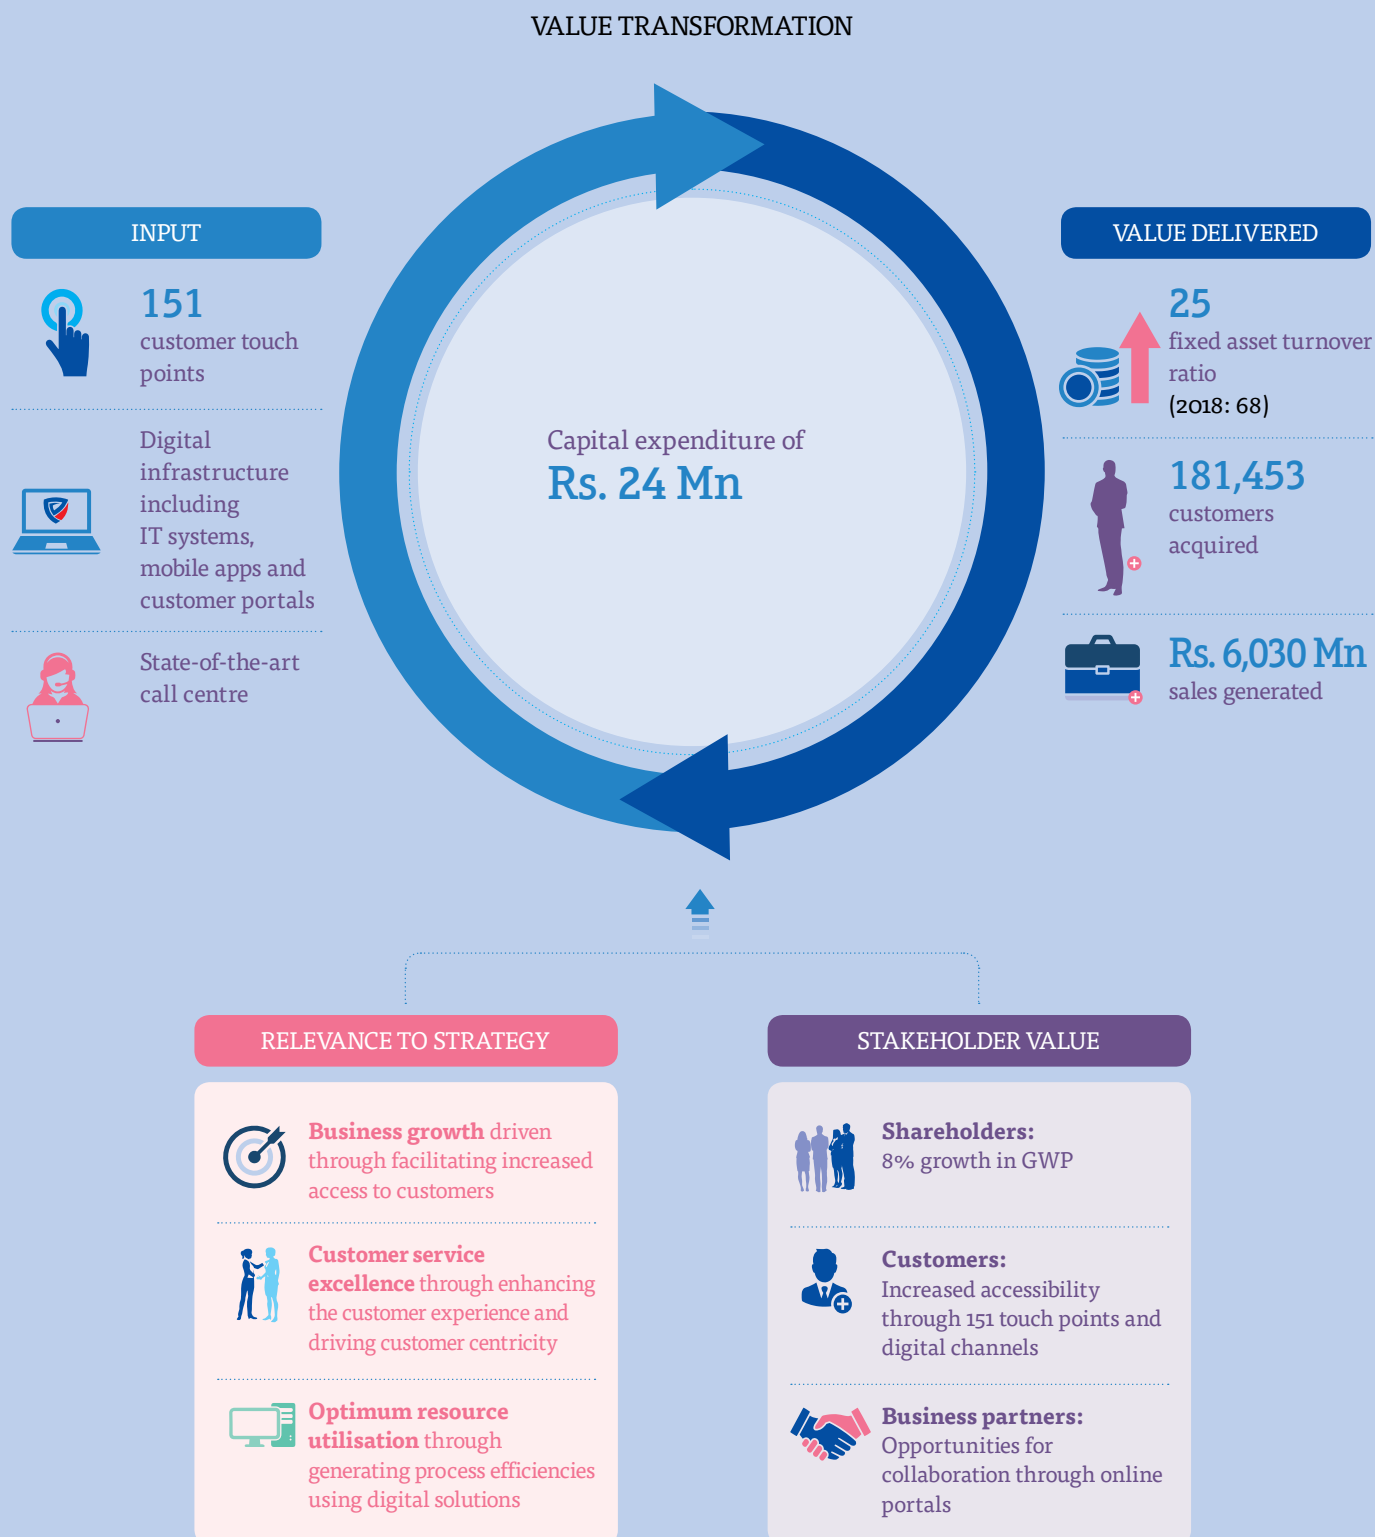 VALUE TRANSFORMATION
INPUT
151
customer touch
points
Digital
infrastructure
including
IT systems,
mobile apps and
customer portals
State-of-the-art
call centre
Capital expenditure of
Rs. 24 Mn
VALUE DELIVERED
25
fixed asset turnover
ratio
(2018: 68)
181,453
customers
acquired
Rs. 6,030 Mn
sales generated
RELEVANCE TO STRATEGY
Business growth driven
through facilitating increased
access to customers
Customer service
excellence through enhancing
the customer experience and
driving customer centricity
Optimum resource
utilisation through
generating process efficiencies
using digital solutions
STAKEHOLDER VALUE
Shareholders:
8% growth in GWP
Customers:
Increased accessibility
through 151 touch points and
digital channels
Business partners:
Opportunities for
collaboration through online
portals